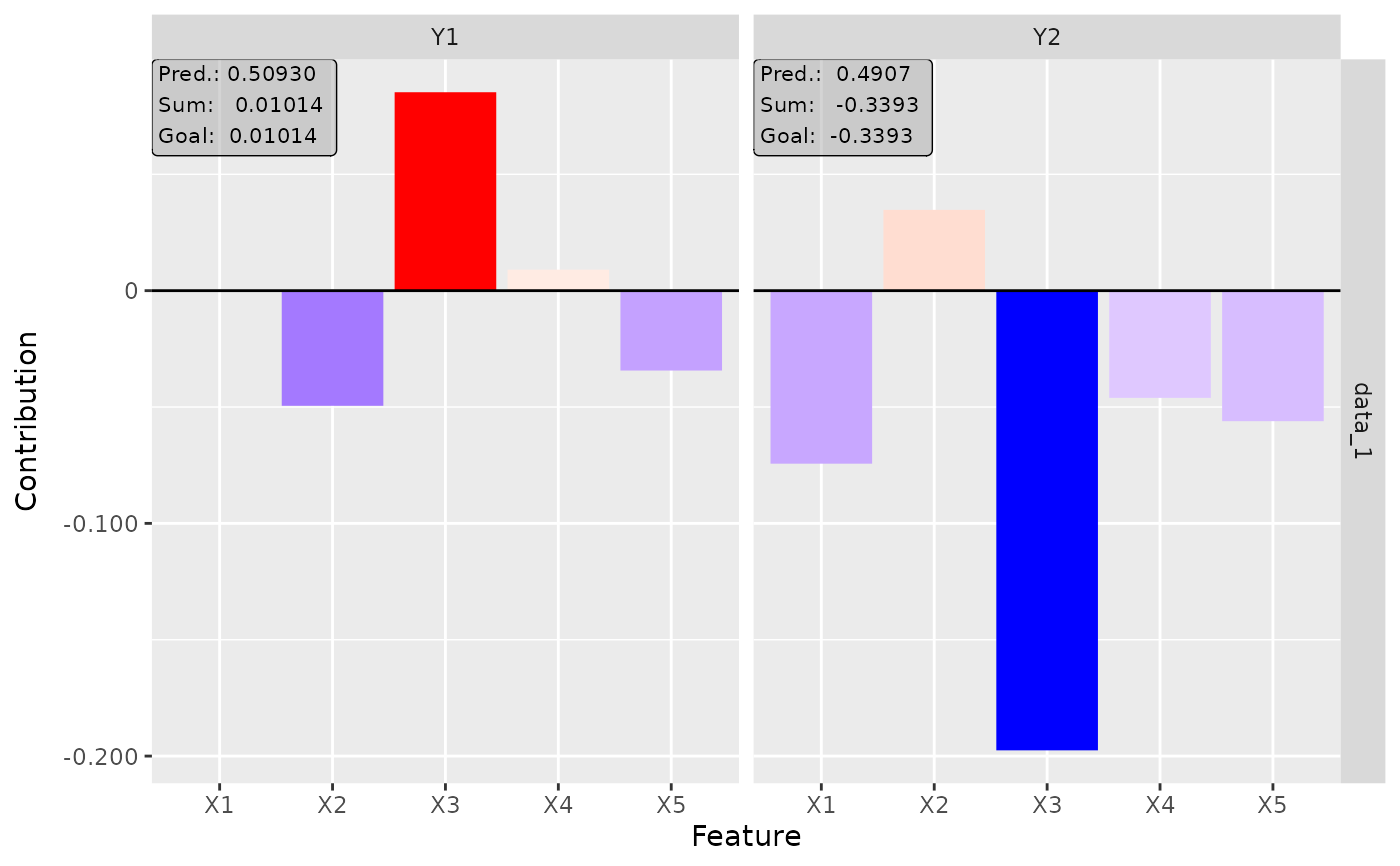 Y1
Y2
Pred.: 0.50930
Sum: 0.01014
Goal: 0.01014
Pred.: 0.4907
Sum: -0.3393
Goal: -0.3393
Contribution
0
-0.100
-0.200
data_1
X1 X2 X3 X4 X5
X1 X2 X3 X4 X5
Feature